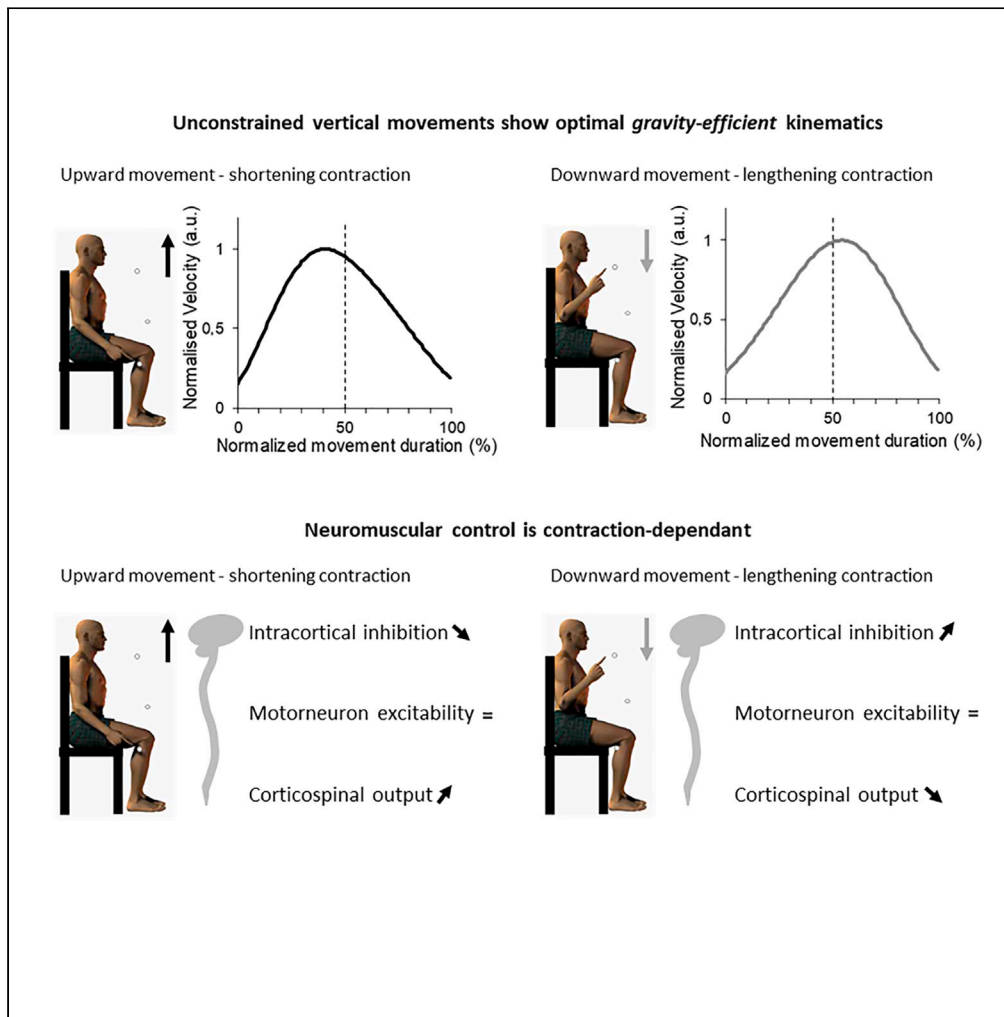 Unconstrained vertical movements show optimal gravity-efficient kinematics
Upward movement - shortening contraction
Normalised Velocity (a.u.)
1
0,5
0
0
50
100
Normalized movement duration (%)
Downward movement - lengthening contraction
Normalised Velocity (a.u.)
1
0,5
0
0
50
100
Normalized movement duration (%)
Neuromuscular control is contraction-dependant
Upward movement - shortening contraction
Intracortical inhibition ➘
Motorneuron excitability =
Corticospinal output ➚
Downward movement - lengthening contraction
Intracortical inhibition ➚
Motorneuron excitability =
Corticospinal output ➘